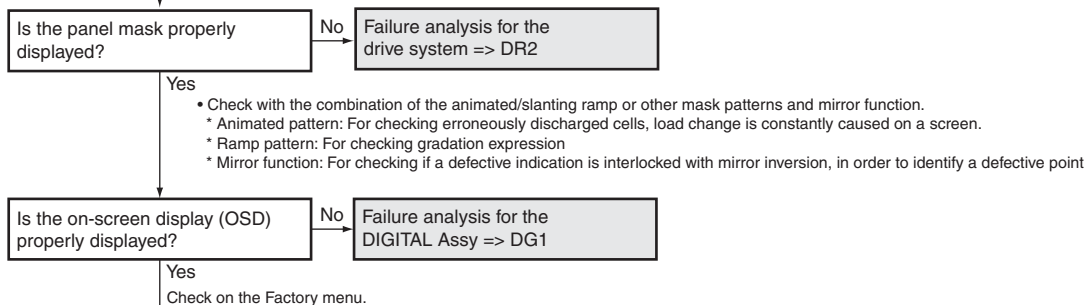 Is the panel mask properly
displayed?
No
Failure analysis for the
drive system => DR2
Yes
• Check with the combination of the animated/slanting ramp or other mask patterns and mirror function.
* Animated pattern: For checking erroneously discharged cells, load change is constantly caused on a screen.
* Ramp pattern: For checking gradation expression
* Mirror function: For checking if a defective indication is interlocked with mirror inversion, in order to identify a defective point
Is the on-screen display (OSD)
properly displayed?
No
Failure analysis for the
DIGITAL Assy => DG1
Yes
Check on the Factory menu.